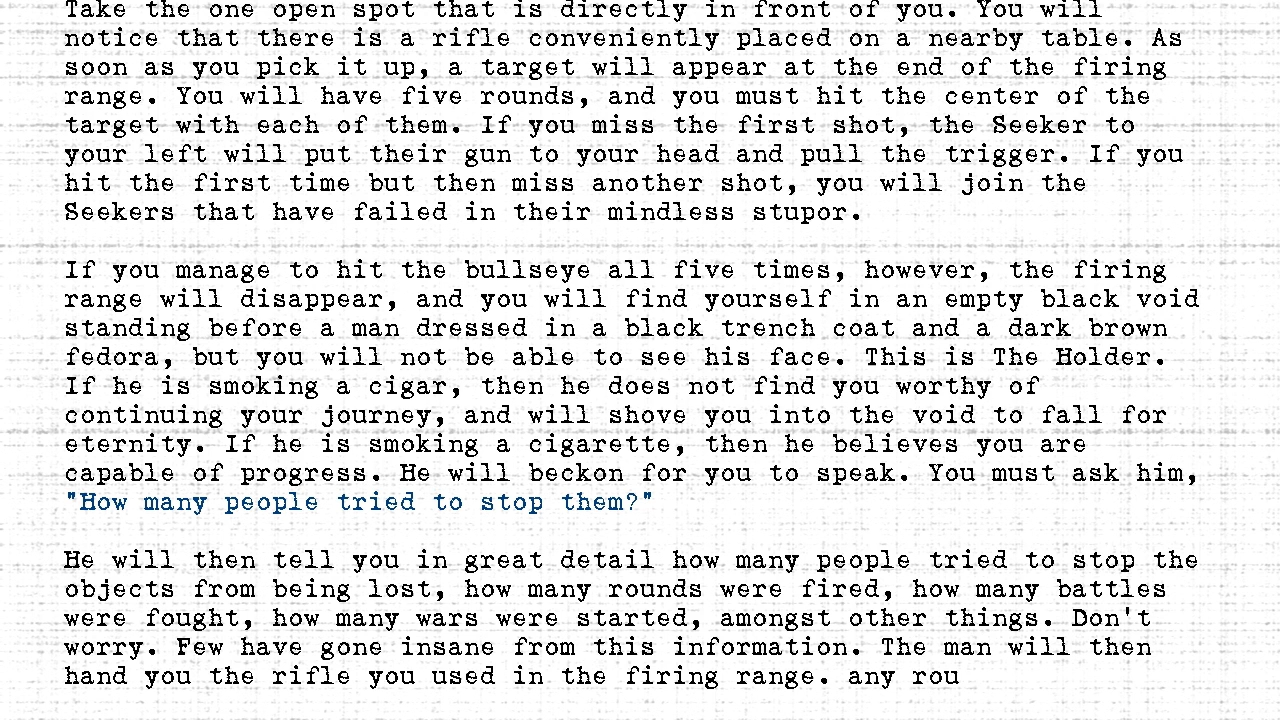 Take the one open spot that is directly in front of you. You will
notice that there is a rifle conveniently placed on a nearby table. As
soon as you pick it up, a target will appear at the end of the firing
range. You will have five rounds, and you must hit the center of the
target with each of them. If you miss the first shot, the Seeker to
your left will put their gun to your head and pull the trigger. If you
hit the first time but then miss another shot, you will join the
Seekers that have failed in their mindless stupor.
If you manage to hit the bullseye all five times, however, the firing
range will disappear, and you will find yourself in an empty black void
standing before a man dressed in a black trench coat and a dark brown
fedora, but you will not be able to see his face. This is The Holder.
If he is smoking a cigar, then he does not find you worthy of
continuing your journey, and will shove you into the void to fall for
eternity. If he is smoking a cigarette, then he believes you are
capable of progress. He will beckon for you to speak. You must ask him,
"How many people tried to stop them?"
He will then tell you in great detail how many people tried to stop the
objects from being lost, how many rounds were fired, how many battles
were fought, how many wars were started, amongst other things. Don't
worry. Few have gone insane from this information. The man will then
hand you the rifle you used in the firing range. any rou